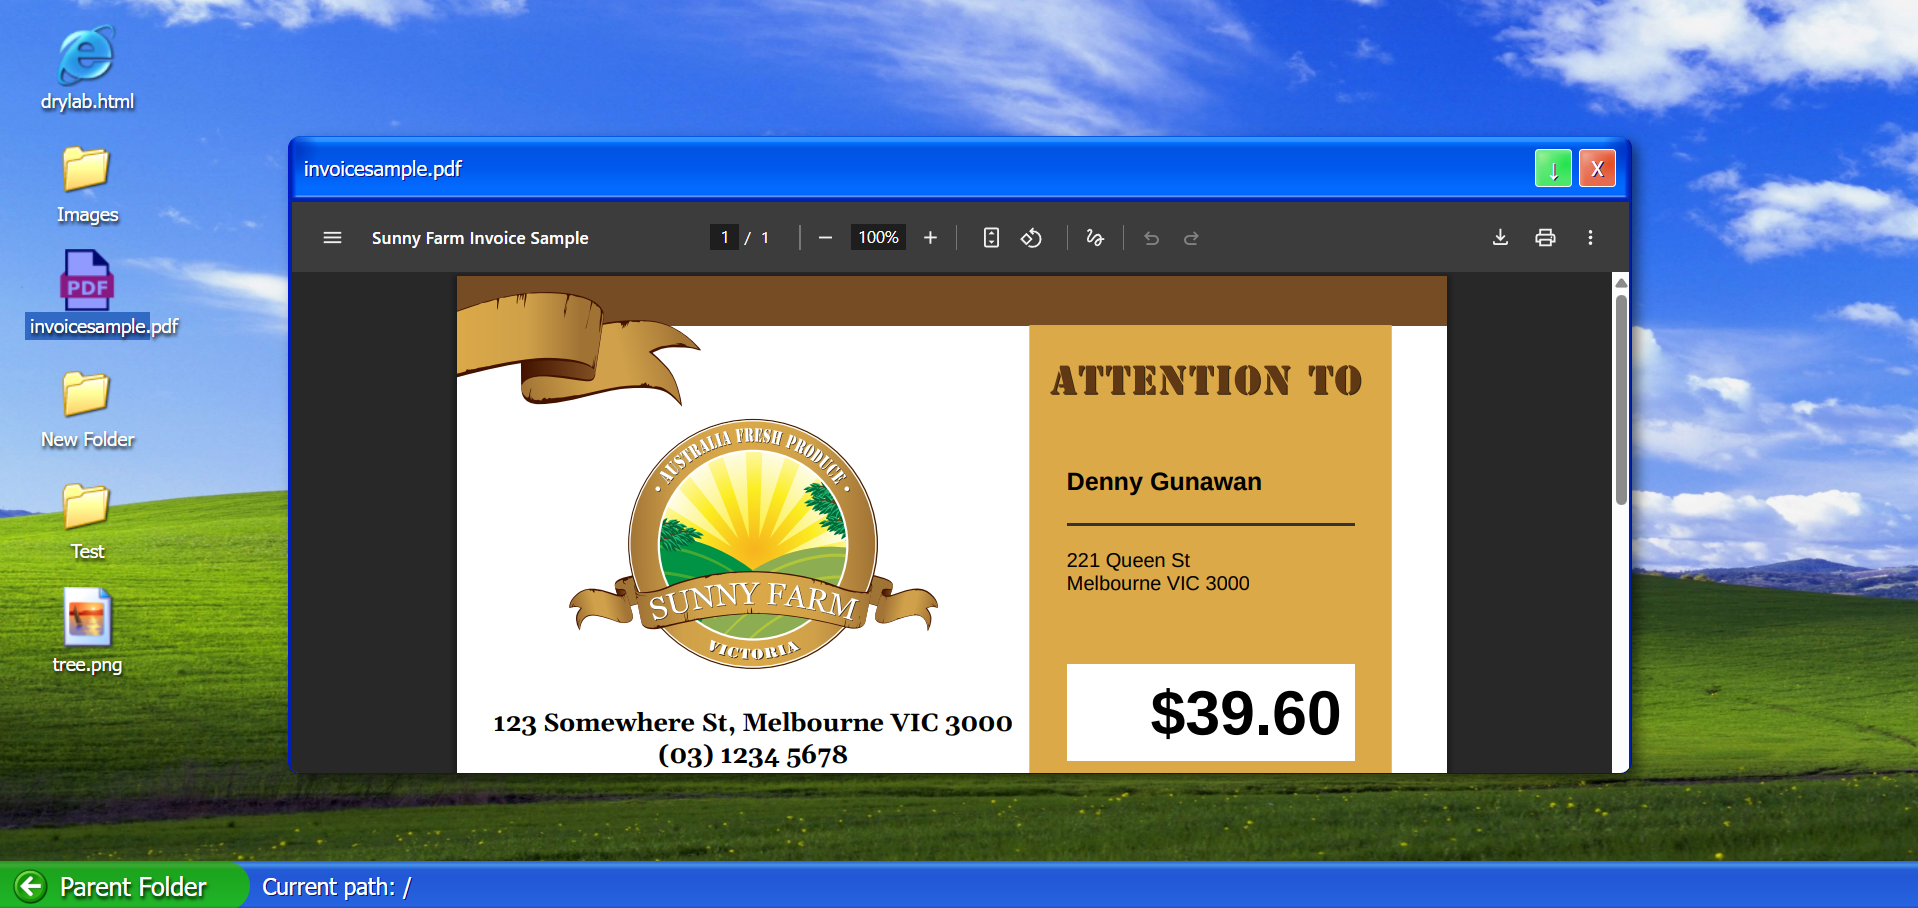 drylab.html
Images
PDF
invoicesample.pdf
New Folder
Test
tree.png
invoicesample.pdf
↓ X
Sunny Farm Invoice Sample
1 / 1
100%
ATTENTION TO
AUSTRALIA FRESH PRODUCE
SUNNY FARM
VICTORIA
Denny Gunawan
221 Queen St
Melbourne VIC 3000
$39.60
123 Somewhere St, Melbourne VIC 3000
(03) 1234 5678
Parent Folder
Current path: /